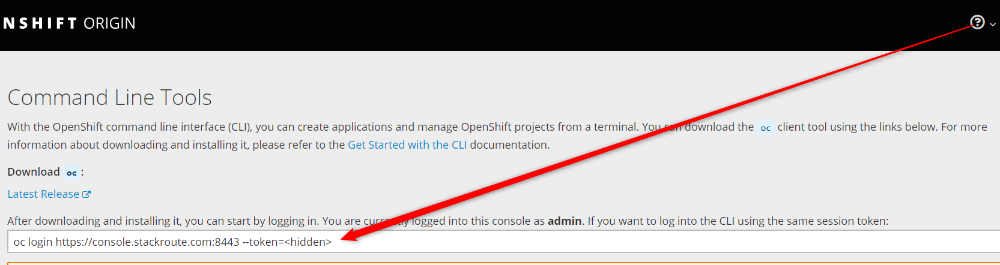 NSHIFT ORIGIN
Command Line Tools
With the OpenShift command line interface (CLI), you can create applications and manage OpenShift projects from a terminal. You can download the oc client tool using the links below. For more
information about downloading and installing it, please refer to the Get Started with the CLI documentation.
Download oc :
Latest Release
After downloading and installing it, you can start by logging in. You are currently logged into this console as admin. If you want to log into the CLI using the same session token:
oc login https://console.stackroute.com:8443 --token=<hidden>